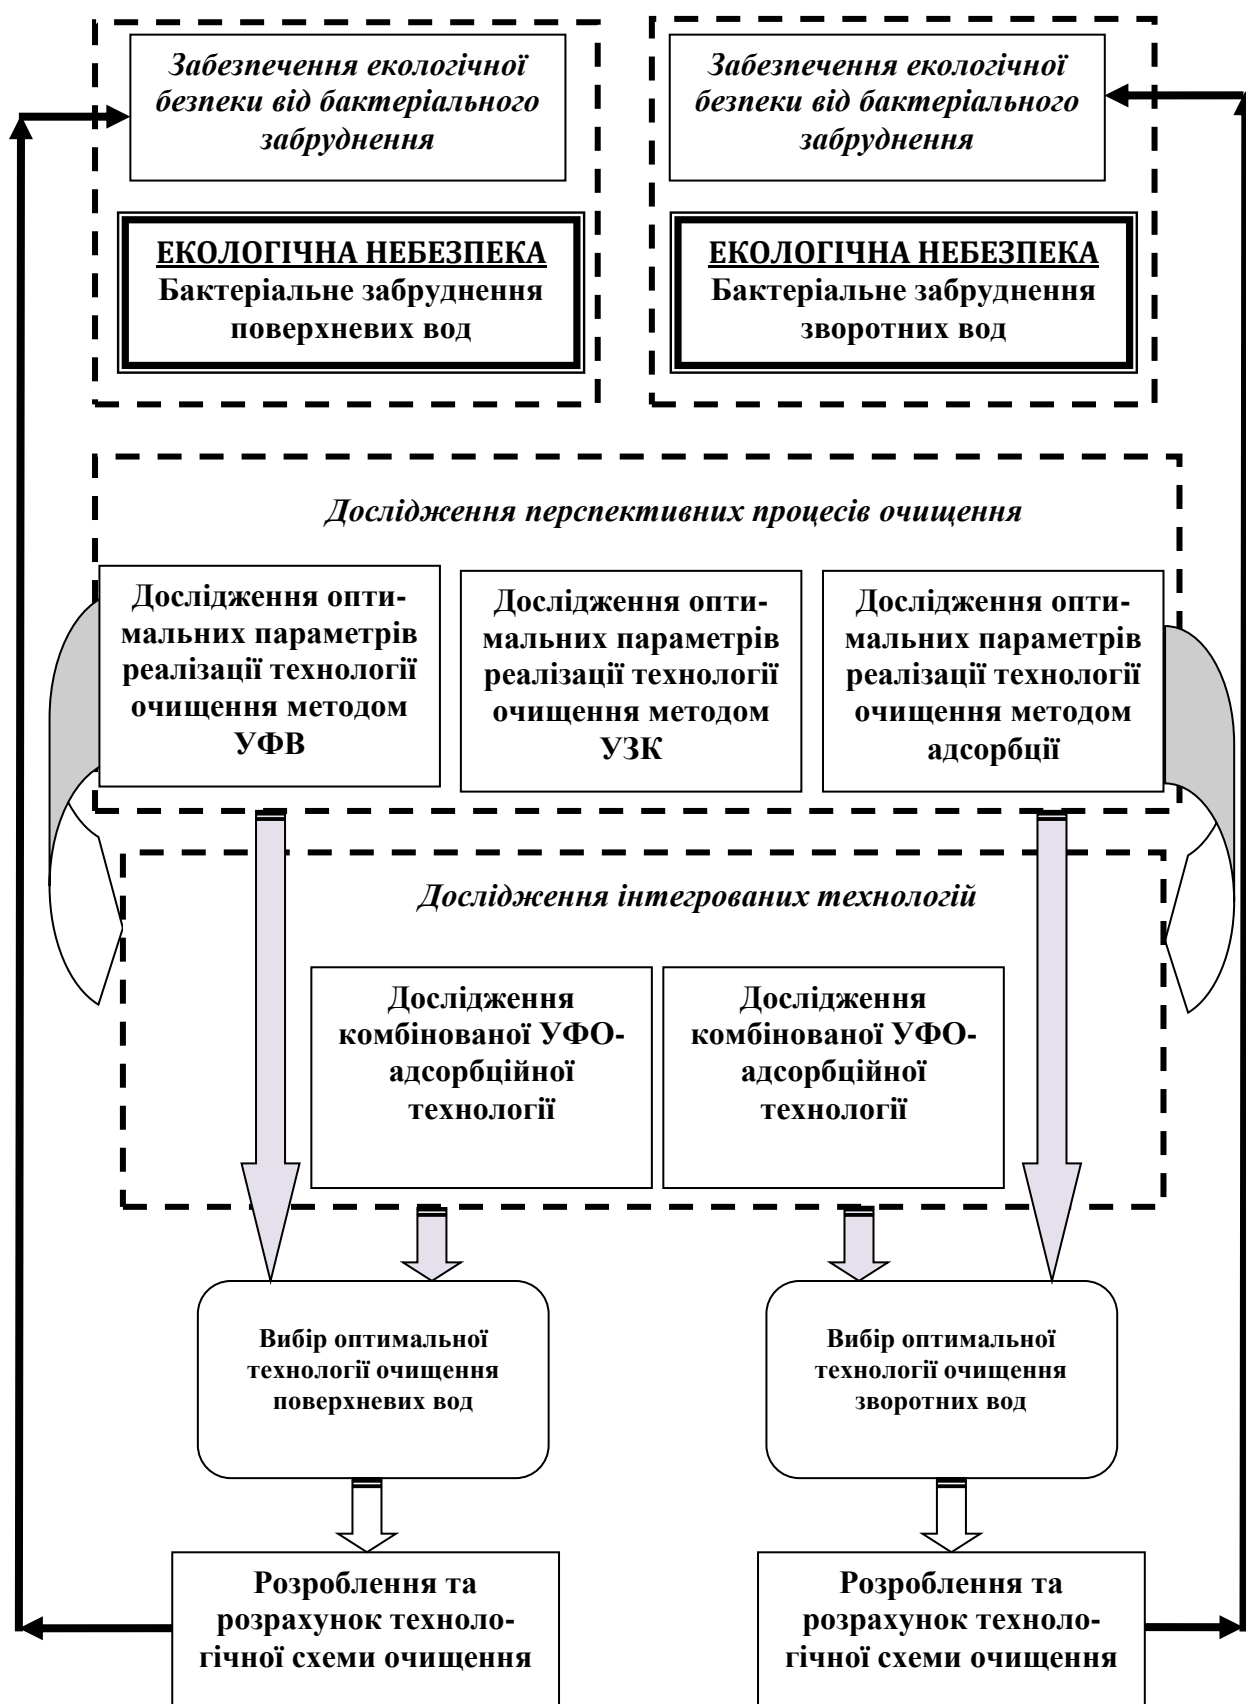 Забезпечення екологічної
безпеки від бактеріального
забруднення
Забезпечення екологічної
безпеки від бактеріального
забруднення
ЕКОЛОГІЧНА НЕБЕЗПЕКА
Бактеріальне забруднення
поверхневих вод
ЕКОЛОГІЧНА НЕБЕЗПЕКА
Бактеріальне забруднення
зворотних вод
Дослідження перспективних процесів очищення
Дослідження опти-
мальних параметрів
реалізації технології
очищення методом
УФВ
Дослідження опти-
мальних параметрів
реалізації технології
очищення методом
УЗК
Дослідження опти-
мальних параметрів
реалізації технології
очищення методом
адсорбції
Дослідження інтегрованих технологій
Дослідження
комбінованої УФО-
адсорбційної
технології
Дослідження
комбінованої УФО-
адсорбційної
технології
Вибір оптимальної
технології очищення
поверхневих вод
Вибір оптимальної
технології очищення
зворотних вод
Розроблення та
розрахунок техноло-
гічної схеми очищення
Розроблення та
розрахунок техноло-
гічної схеми очищення